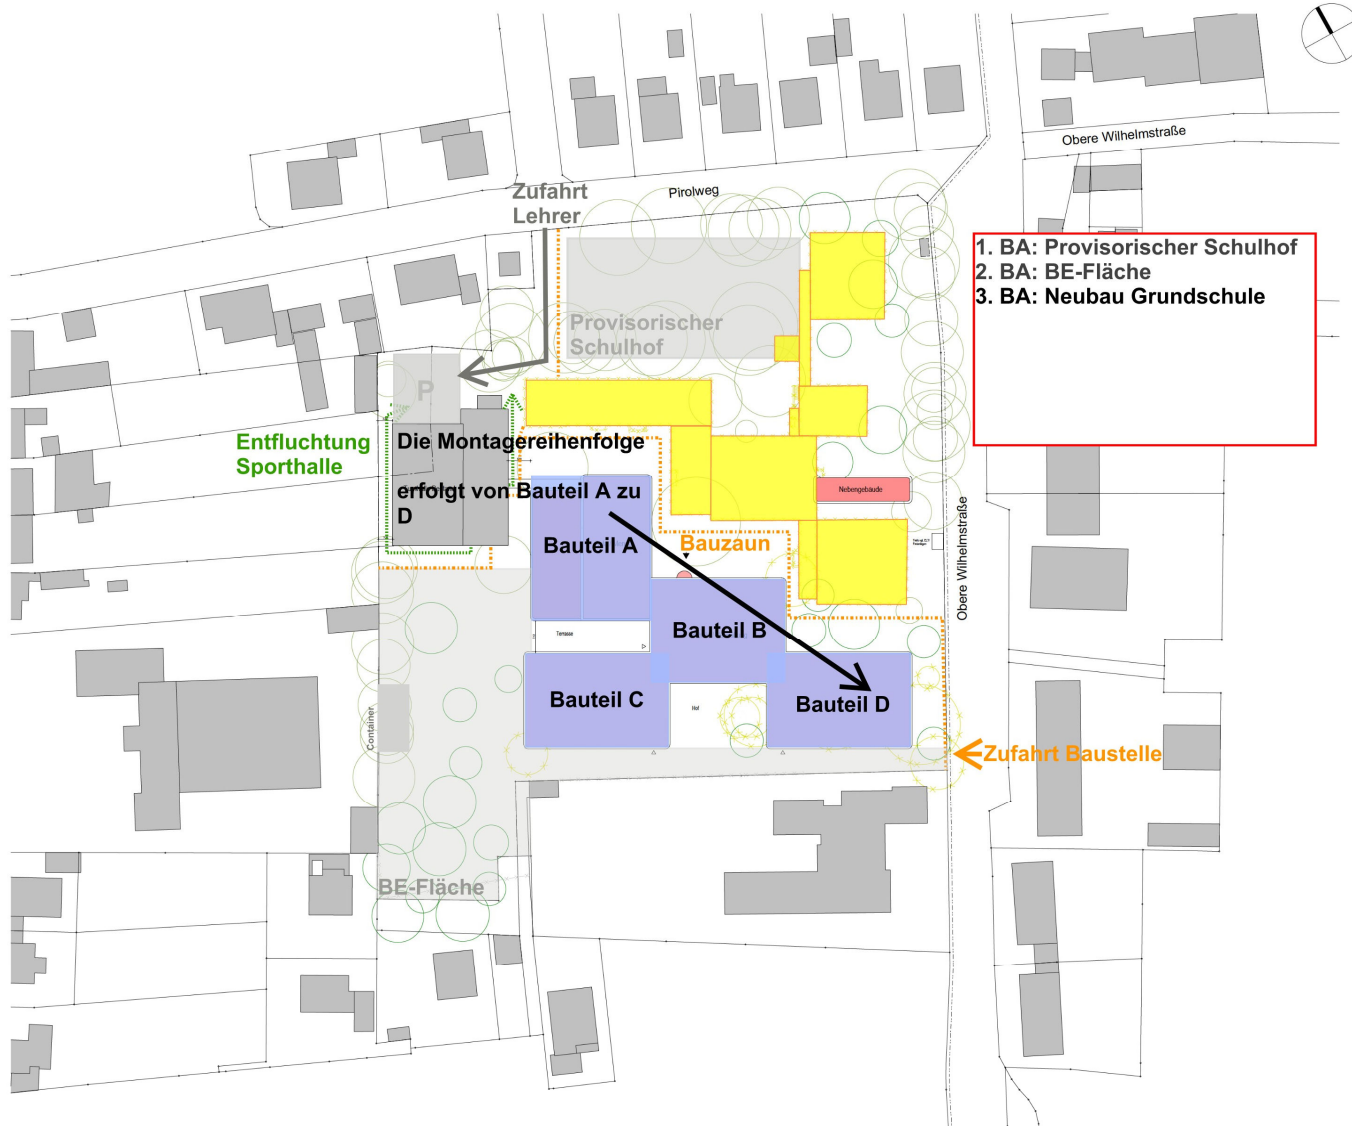 Obere Wilhelmstraße
Pirolweg
Zufahrt
Lehrer
1. BA: Provisorischer Schulhof
2. BA: BE-Fläche
3. BA: Neubau Grundschule
Provisorischer
Schulhof
P
Entfluchtung
Sporthalle
Die Montagereihenfolge
erfolgt von Bauteil A zu
D
Nebengebäude
Bauteil A
Bauzaun
Obere Wilhelmstraße
Bauteil B
Terrasse
Bauteil C
Hof
Bauteil D
Container
Zufahrt Baustelle
BE-Fläche